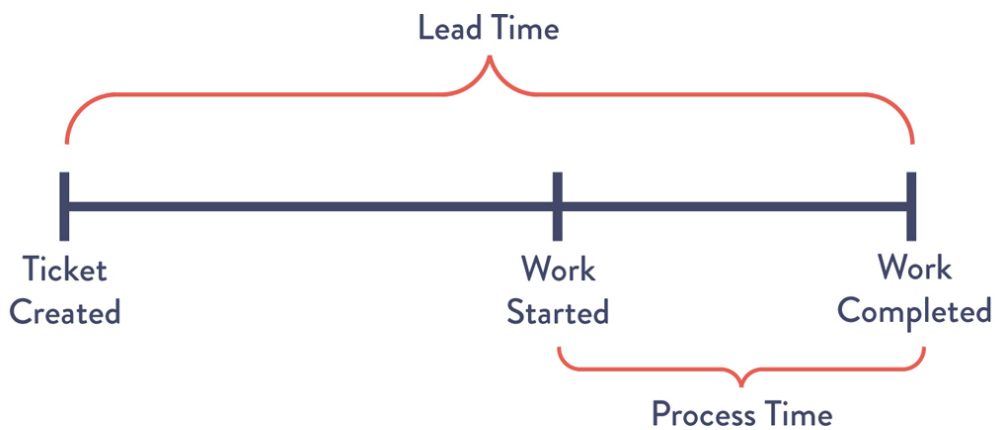 Lead Time
Ticket
Created
Work
Started
Work
Completed
Process Time